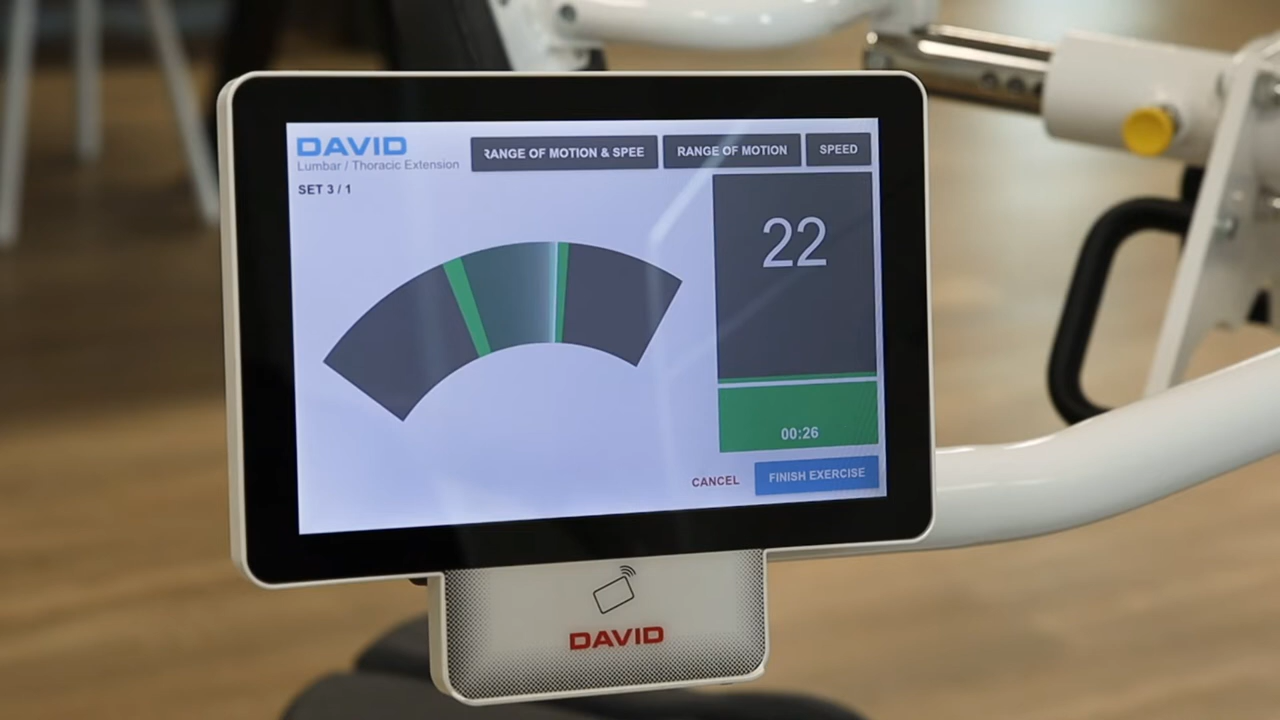 DAVID
Lumbar / Thoracic Extension
RANGE OF MOTION & SPEE
RANGE OF MOTION
SPEED
SET 3 / 1
22
00:26
CANCEL
FINISH EXERCISE
DAVID